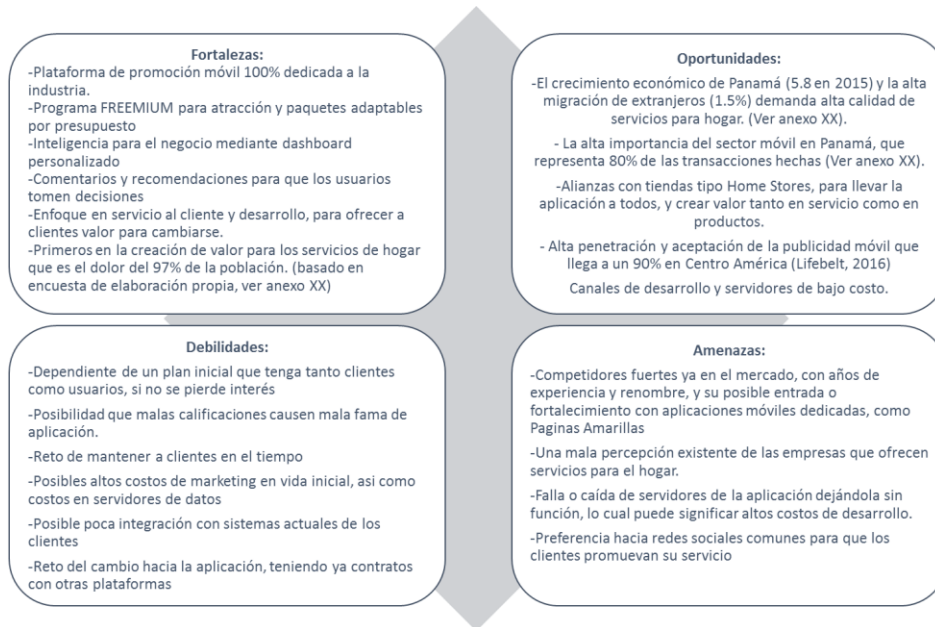 Fortalezas:
-Plataforma de promoción móvil 100% dedicada a la
industria.
-Programa FREEMIUM para atracción y paquetes adaptables
por presupuesto
-Inteligencia para el negocio mediante dashboard
personalizado
-Comentarios y recomendaciones para que los usuarios
tomen decisiones
-Enfoque en servicio al cliente y desarrollo, para ofrecer a
clientes valor para cambiarse.
-Primeros en la creación de valor para los servicios de hogar
que es el dolor del 97% de la población. (basado en
encuesta de elaboración propia, ver anexo XX)
Oportunidades:
-El crecimiento económico de Panamá (5.8 en 2015) y la alta
migración de extranjeros (1.5%) demanda alta calidad de
servicios para hogar. (Ver anexo XX).
- La alta importancia del sector móvil en Panamá, que
representa 80% de las transacciones hechas (Ver anexo XX).
-Alianzas con tiendas tipo Home Stores, para llevar la
aplicación a todos, y crear valor tanto en servicio como en
productos.
- Alta penetración y aceptación de la publicidad móvil que
llega a un 90% en Centro América (Lifebelt, 2016)
Canales de desarrollo y servidores de bajo costo.
Debilidades:
-Dependiente de un plan inicial que tenga tanto clientes
como usuarios, si no se pierde interés
-Posibilidad que malas calificaciones causen mala fama de
aplicación.
-Reto de mantener a clientes en el tiempo
-Posibles altos costos de marketing en vida inicial, asi como
costos en servidores de datos
-Posible poca integración con sistemas actuales de los
clientes
-Reto del cambio hacia la aplicación, teniendo ya contratos
con otras plataformas
Amenazas:
-Competidores fuertes ya en el mercado, con años de
experiencia y renombre, y su posible entrada o
fortalecimiento con aplicaciones móviles dedicadas, como
Paginas Amarillas
-Una mala percepción existente de las empresas que ofrecen
servicios para el hogar.
-Falla o caída de servidores de la aplicación dejándola sin
función, lo cual puede significar altos costos de desarrollo.
-Preferencia hacia redes sociales comunes para que los
clientes promuevan su servicio